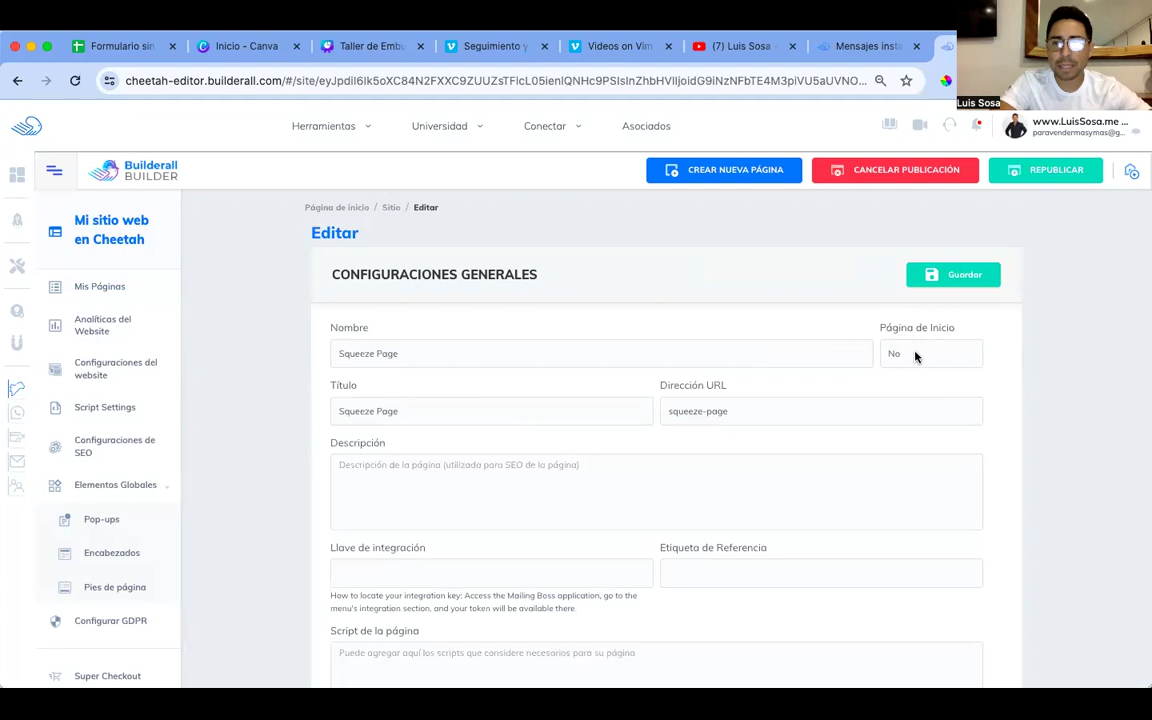 Formulario sin
Inicio - Canva
Taller de Embu
Seguimiento y
Videos on Vim
(7) Luis Sosa -
Mensajes insta
cheetah-editor.builderall.com/#/site/
Luis Sosa
Herramientas
Universidad
Conectar
Asociados
www.LuisSosa.me ...
paravendermasymas@g...
Builderall
BUILDER
CREAR NUEVA PÁGINA
CANCELAR PUBLICACIÓN
REPUBLICAR
Mi sitio web
en Cheetah
Mis Páginas
Analíticas del
Website
Configuraciones del
website
Script Settings
Configuraciones de
SEO
Elementos Globales
Pop-ups
Encabezados
Pies de página
Configurar GDPR
Super Checkout
Página de inicio / Sitio / Editar
Editar
CONFIGURACIONES GENERALES
Guardar
Nombre
Página de Inicio
Squeeze Page
No
Título
Dirección URL
Squeeze Page
squeeze-page
Descripción
Descripción de la página (utilizada para SEO de la página)
Llave de integración
Etiqueta de Referencia
How to locate your integration key: Access the Mailing Boss application, go to the
menu's integration section, and your token will be available there.
Script de la página
Puede agregar aquí los scripts que considere necesarios para su página